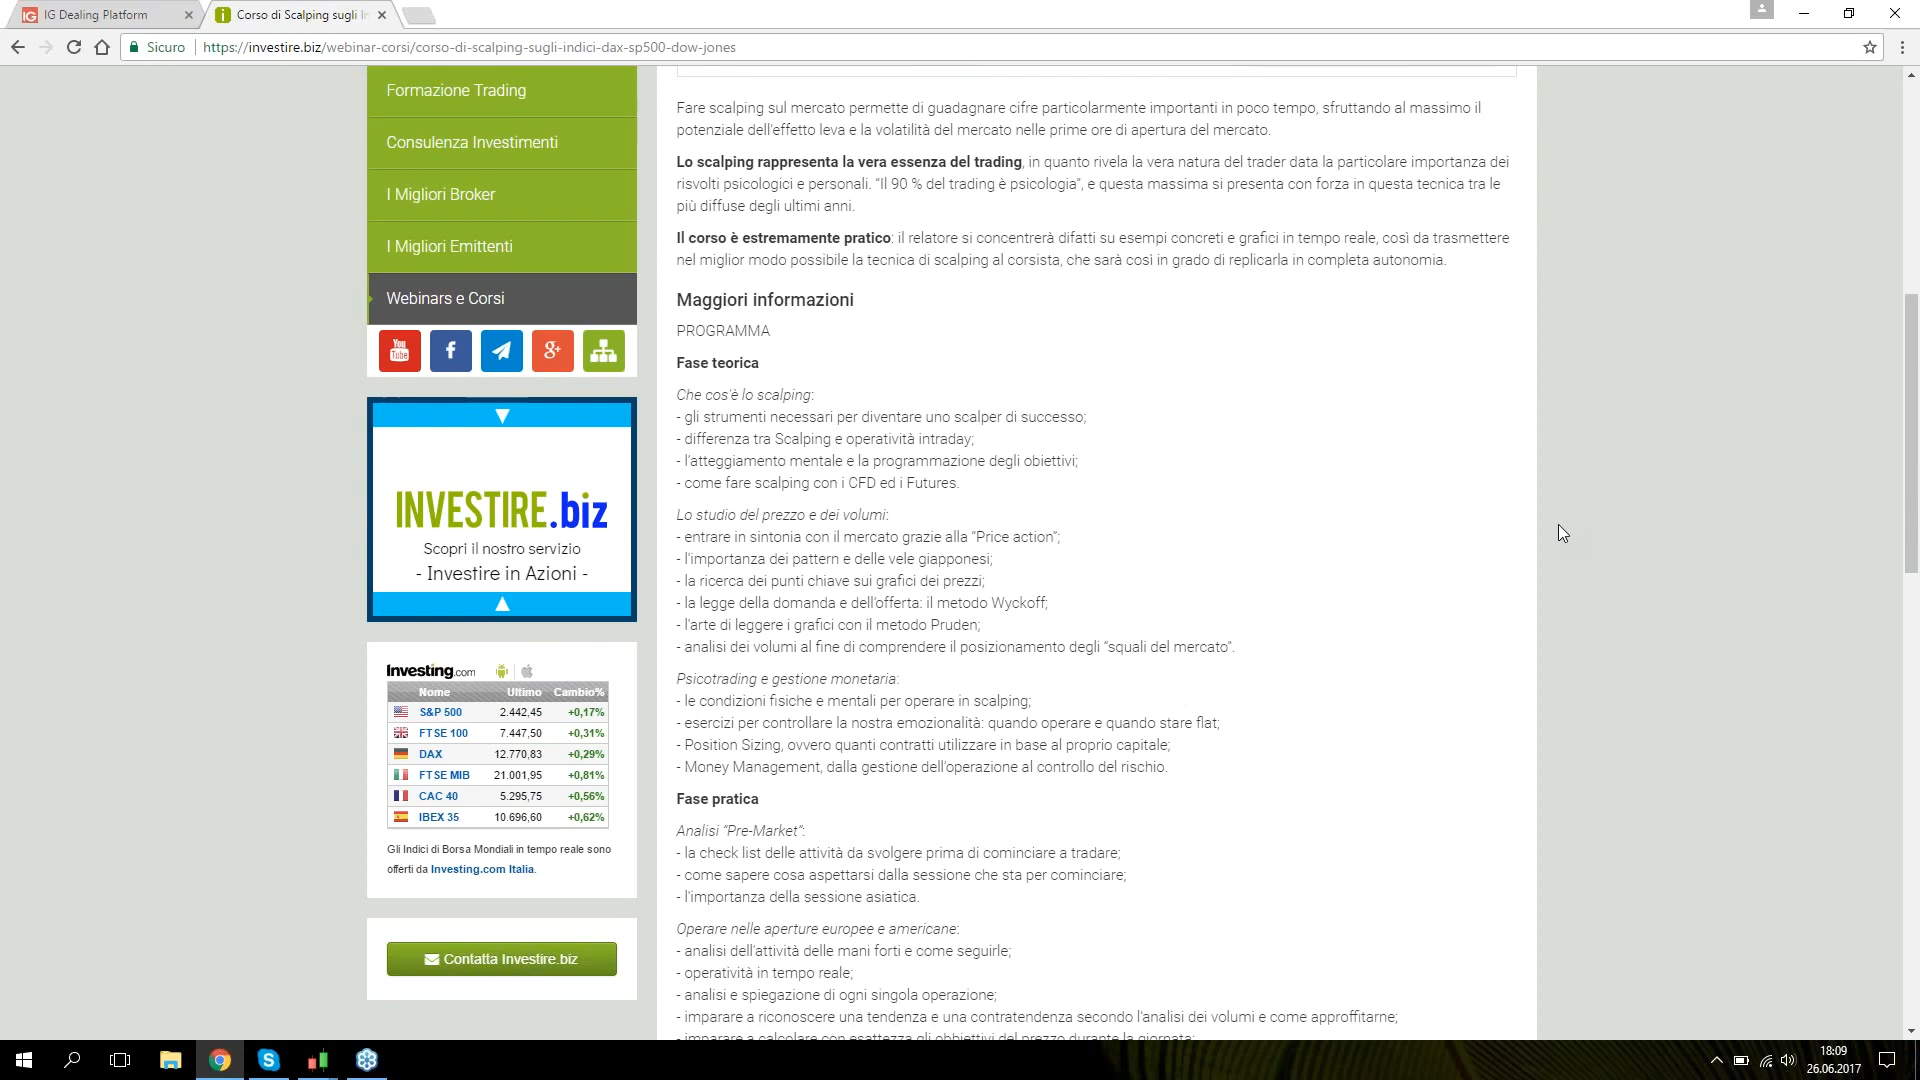 IG Dealing Platform
Corso di Scalping sugli In
Sicuro
https://investire.biz/webinar-corsi/corso-di-scalping-sugli-indici-dax-sp500-dow-jones
Formazione Trading
Consulenza Investimenti
I Migliori Broker
I Migliori Emittenti
Webinars e Corsi
You Tube
f
g+
INVESTIRE.biz
Scopri il nostro servizio
- Investire in Azioni -
Investing.com
Nome Ultimo Cambio%
S&P 500 2.442,45 +0,17%
FTSE 100 7.447,50 +0,31%
DAX 12.770,83 +0,29%
FTSE MIB 21.001,95 +0,81%
CAC 40 5.295,75 +0,56%
IBEX 35 10.696,60 +0,62%
Gli Indici di Borsa Mondiali in tempo reale sono
offerti da Investing.com Italia.
Contatta Investire.biz
Fare scalping sul mercato permette di guadagnare cifre particolarmente importanti in poco tempo, sfruttando al massimo il
potenziale dell'effetto leva e la volatilità del mercato nelle prime ore di apertura del mercato.
Lo scalping rappresenta la vera essenza del trading, in quanto rivela la vera natura del trader data la particolare importanza dei
risvolti psicologici e personali. “Il 90 % del trading è psicologia”, e questa massima si presenta con forza in questa tecnica tra le
più diffuse degli ultimi anni.
Il corso è estremamente pratico: il relatore si concentrerà difatti su esempi concreti e grafici in tempo reale, così da trasmettere
nel miglior modo possibile la tecnica di scalping al corsista, che sarà così in grado di replicarla in completa autonomia.
Maggiori informazioni
PROGRAMMA
Fase teorica
Che cos'è lo scalping:
- gli strumenti necessari per diventare uno scalper di successo;
- differenza tra Scalping e operatività intraday;
- l'atteggiamento mentale e la programmazione degli obiettivi;
- come fare scalping con i CFD ed i Futures.
Lo studio del prezzo e dei volumi:
- entrare in sintonia con il mercato grazie alla “Price action”;
- l'importanza dei pattern e delle vele giapponesi;
- la ricerca dei punti chiave sui grafici dei prezzi;
- la legge della domanda e dell'offerta: il metodo Wyckoff;
- l'arte di leggere i grafici con il metodo Pruden;
- analisi dei volumi al fine di comprendere il posizionamento degli “squali del mercato”.
Psicotrading e gestione monetaria:
- le condizioni fisiche e mentali per operare in scalping;
- esercizi per controllare la nostra emozionalità: quando operare e quando stare flat;
- Position Sizing, ovvero quanti contratti utilizzare in base al proprio capitale;
- Money Management, dalla gestione dell'operazione al controllo del rischio.
Fase pratica
Analisi “Pre-Market”:
- la check list delle attività da svolgere prima di cominciare a tradare;
- come sapere cosa aspettarsi dalla sessione che sta per cominciare;
- l'importanza della sessione asiatica.
Operare nelle aperture europee e americane:
- analisi dell'attività delle mani forti e come seguirle;
- operatività in tempo reale;
- analisi e spiegazione di ogni singola operazione;
- imparare a riconoscere una tendenza e una contratendenza secondo l'analisi dei volumi e come approffitarne;
- imparare a calcolare con esattezza gli obbiettivi del prezzo durante la giornata;
18:09
26.06.2017